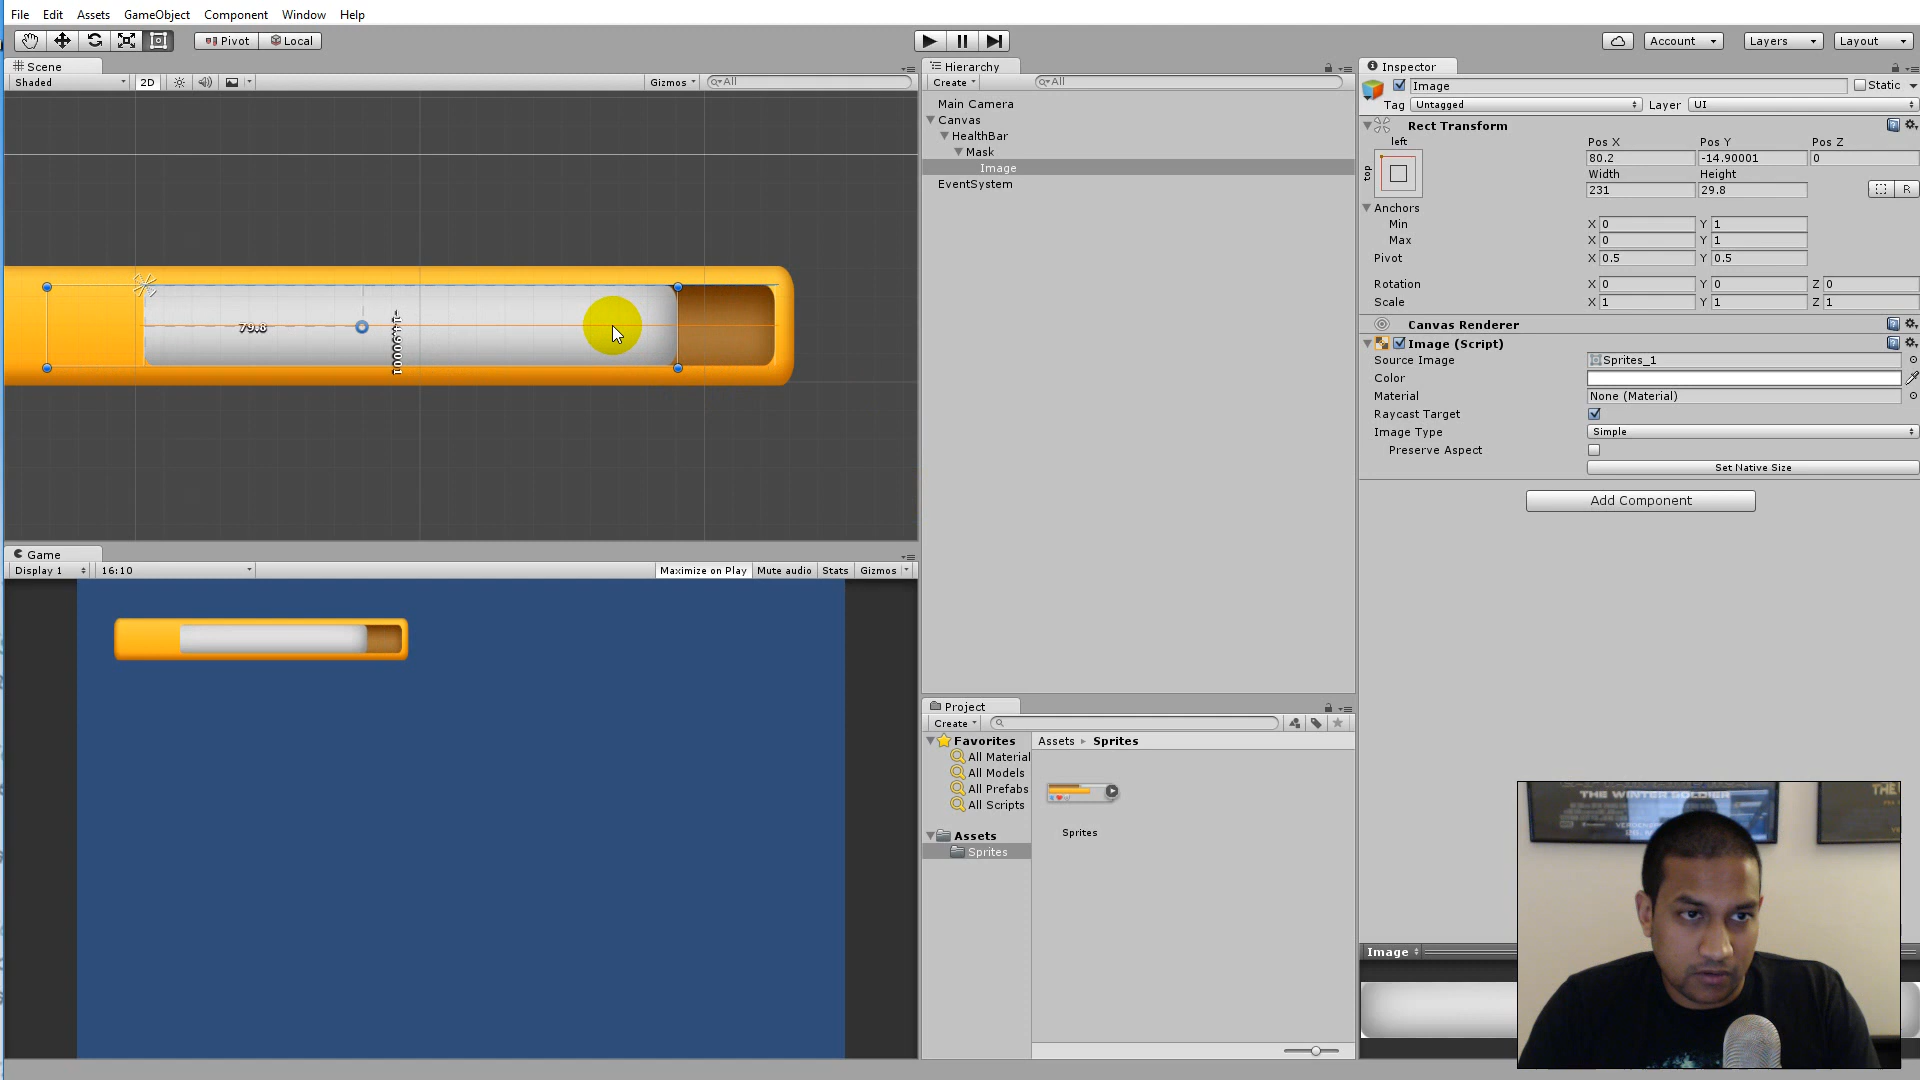 File Edit Assets GameObject Component Window Help
Pivot Local Account Layers Layout
Scene
Shaded 2D Gizmos All
79.8
-14.90001
Game
Display 1 16:10 Maximize on Play Mute audio Stats Gizmos
Hierarchy
Create All
Main Camera
Canvas
HealthBar
Mask
Image
EventSystem
Project
Create
Favorites
All Material
All Models
All Prefabs
All Scripts
Assets
Sprites
Assets Sprites
Sprites
Inspector
Image Static
Tag Untagged Layer UI
Rect Transform
left
top
Pos X Pos Y Pos Z
80.2 -14.90001 0
Width Height
231 29.8
R
Anchors
Min X 0 Y 1
Max X 0 Y 1
Pivot X 0.5 Y 0.5
Rotation X 0 Y 0 Z 0
Scale X 1 Y 1 Z 1
Canvas Renderer
Image (Script)
Source Image Sprites_1
Color
Material None (Material)
Raycast Target
Image Type Simple
Preserve Aspect
Set Native Size
Add Component
Image
THE WINTER SOLDIER